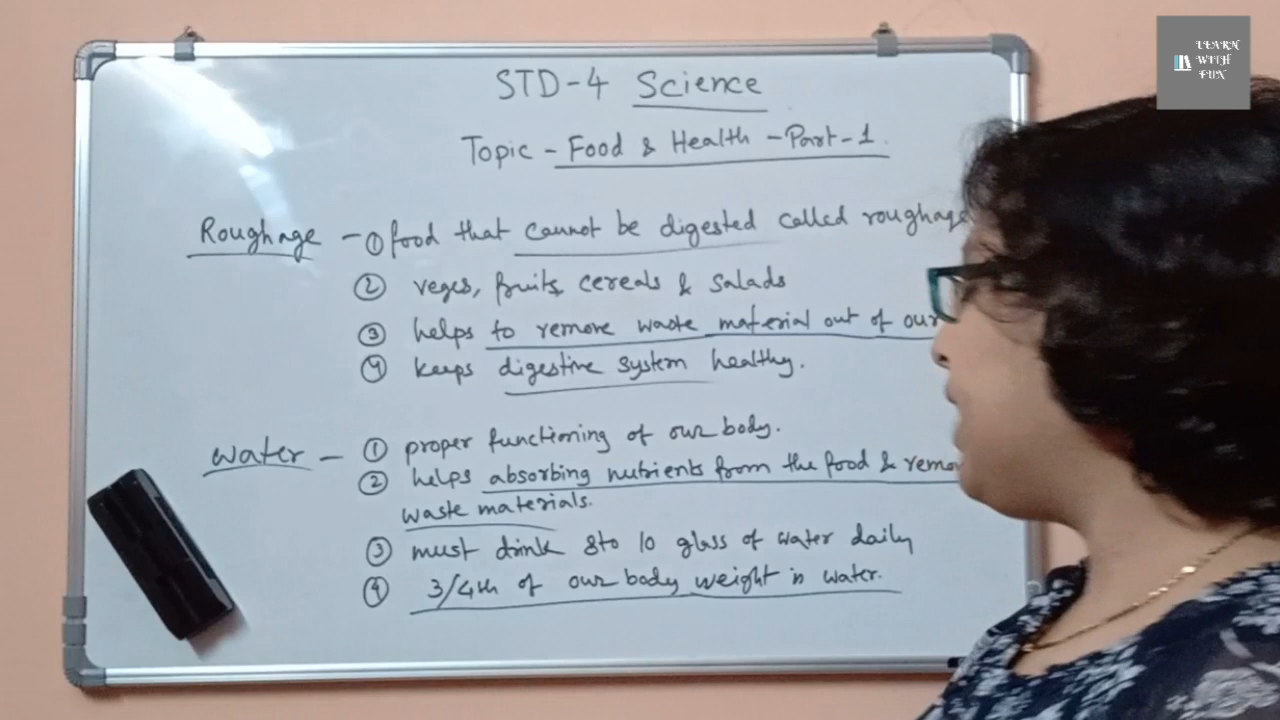 STD-4 Science
Topic - Food & Health - Part-1.
Roughage - ① food that cannot be digested called roughage
② veges, fruits, cereals & Salads
③ helps to remove waste material out of our
④ keeps digestive system healthy.
Water - ① proper functioning of our body.
② helps absorbing nutrients from the food &
waste materials.
③ must drink 8 to 10 glass of water daily
④ 3/4th of our body weight is water.
LEARN
WITH
FUN